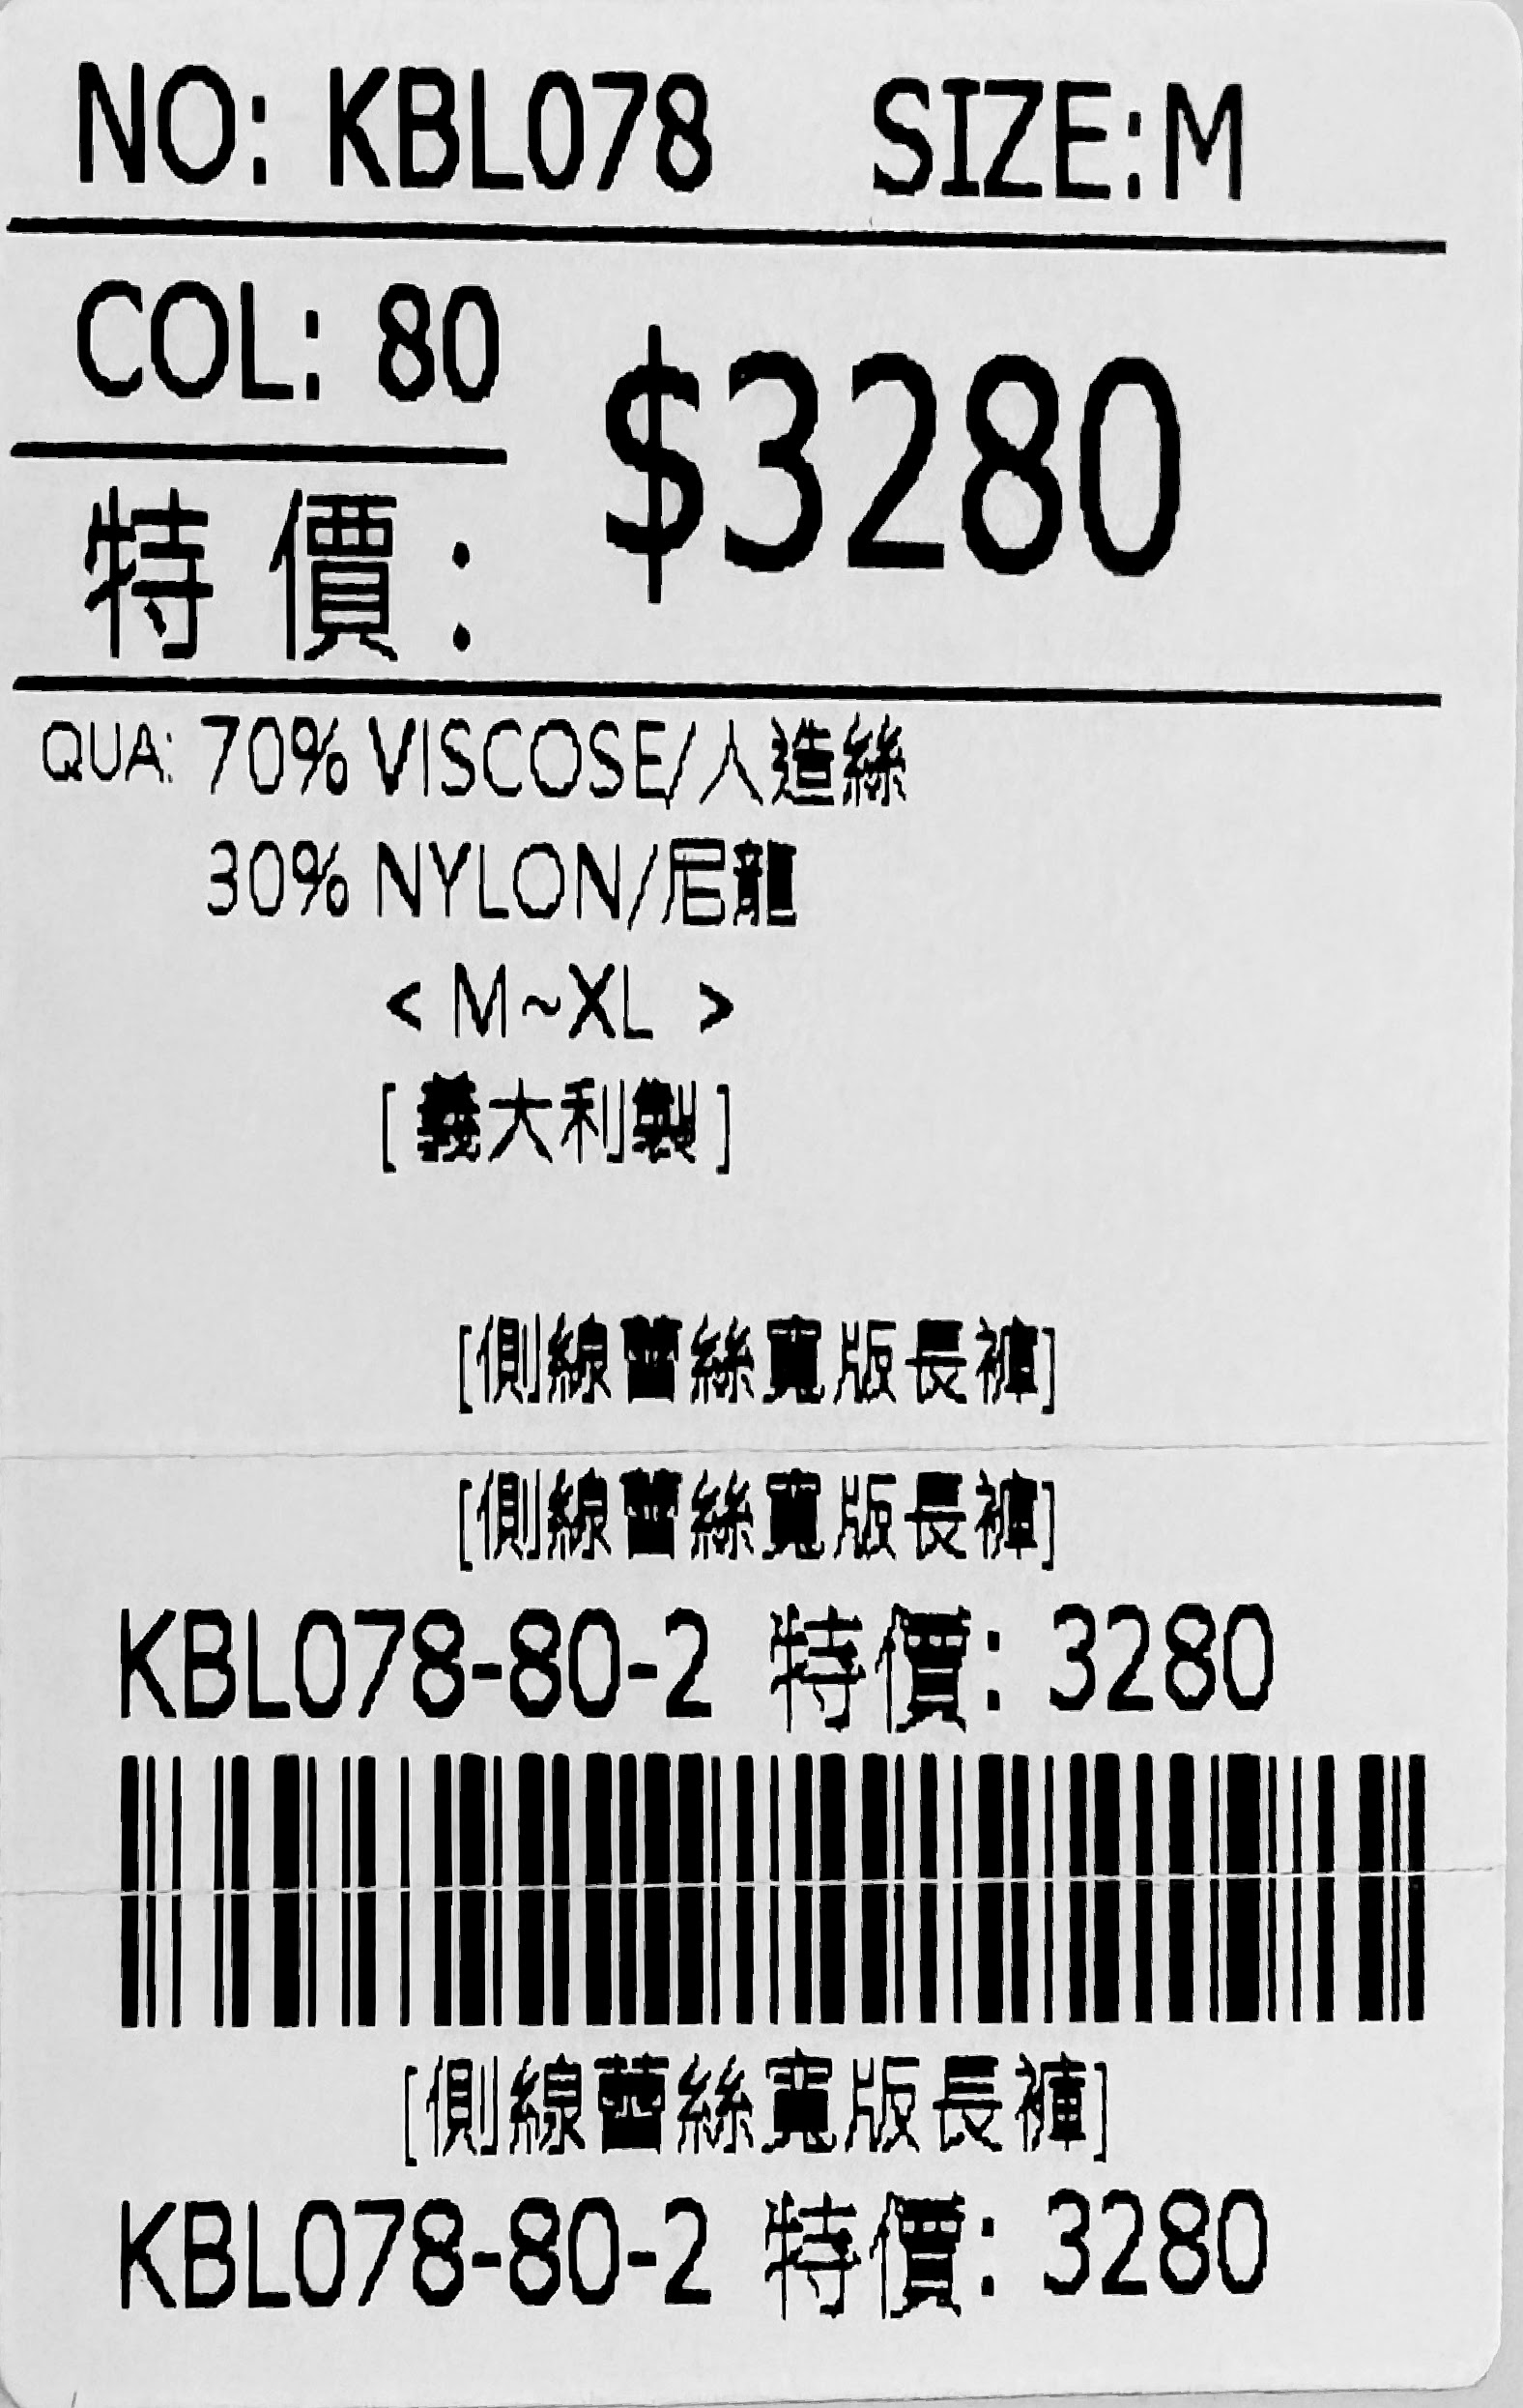 NO: KBL078 SIZE:M
COL: 80
$3280
特價:
QUA: 70% VISCOSE/人造絲
30% NYLON/尼龍
< M~XL >
[義大利製]
[側線蕾絲寬版長褲]
[側線蕾絲寬版長褲]
KBL078-80-2 特價: 3280
[側線蕾絲寬版長褲]
KBL078-80-2 特價: 3280